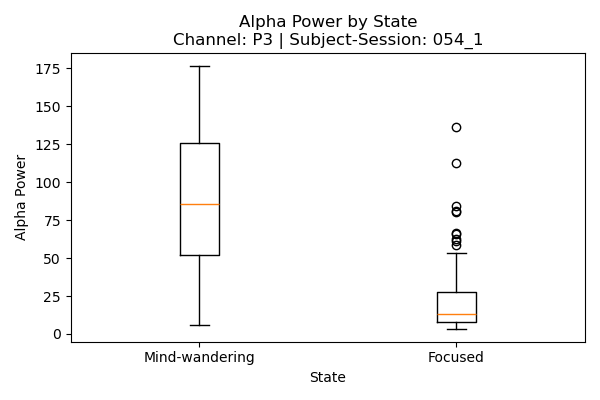 Alpha Power by State
Channel: P3 | Subject-Session: 054_1
175
150
125
100
75
50
25
0
Alpha Power
Mind-wandering
Focused
State